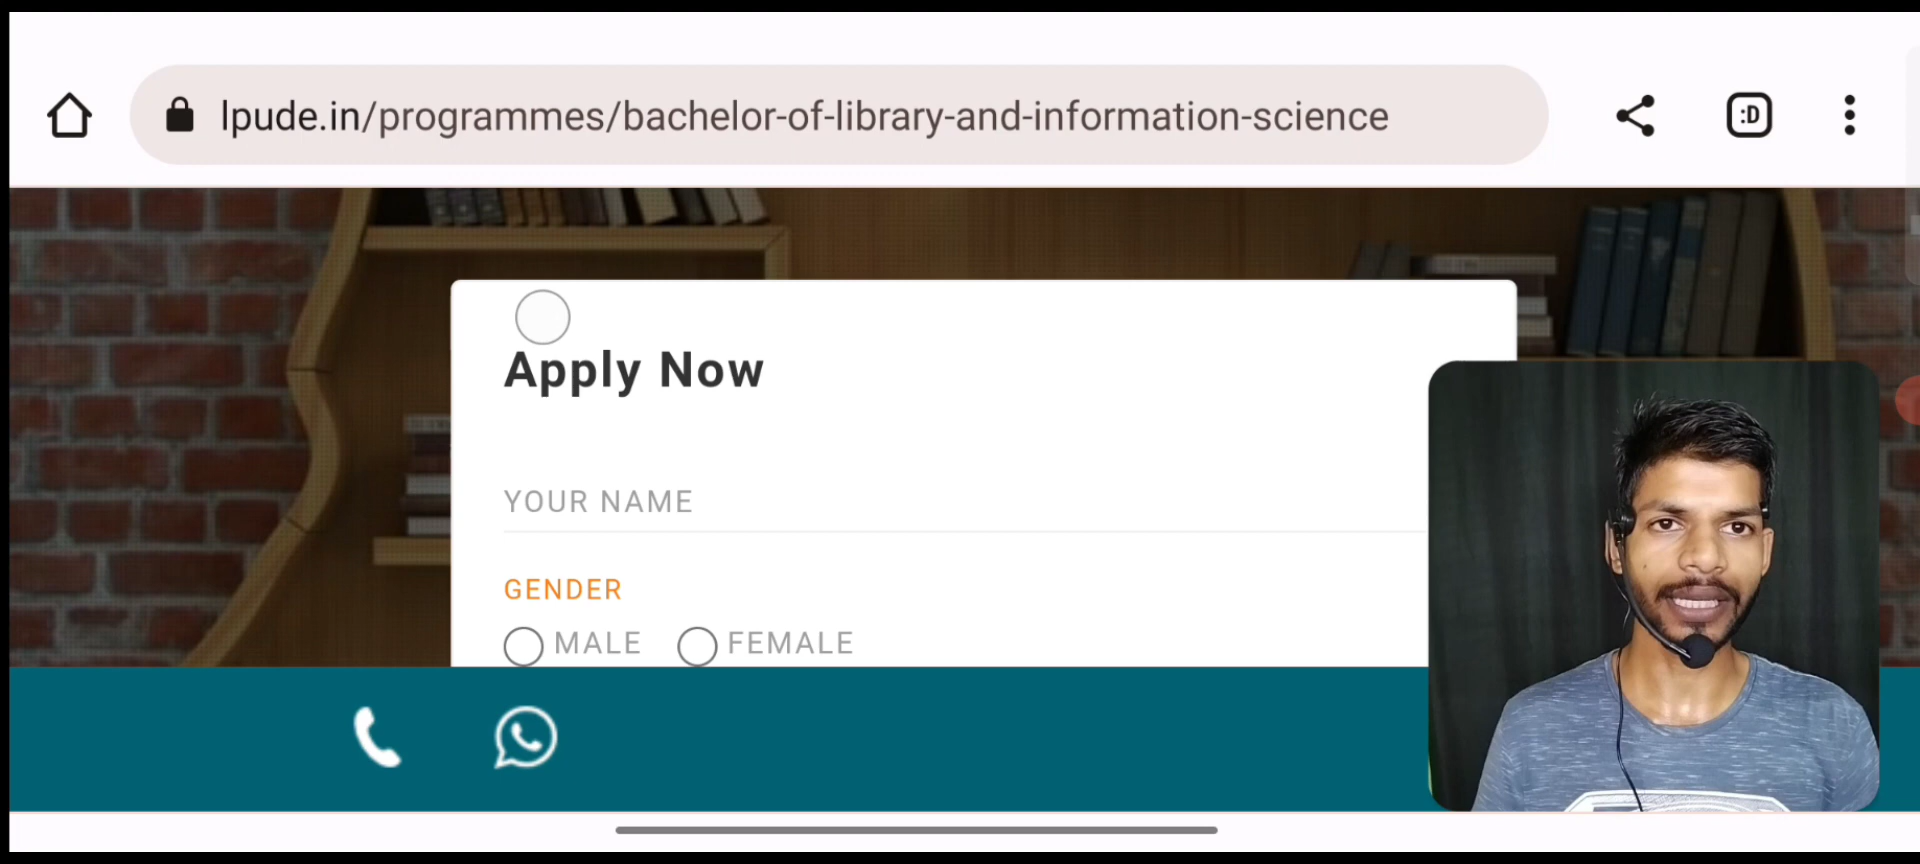 lpude.in/programmes/bachelor-of-library-and-information-science
:D
Apply Now
YOUR NAME
GENDER
MALE FEMALE